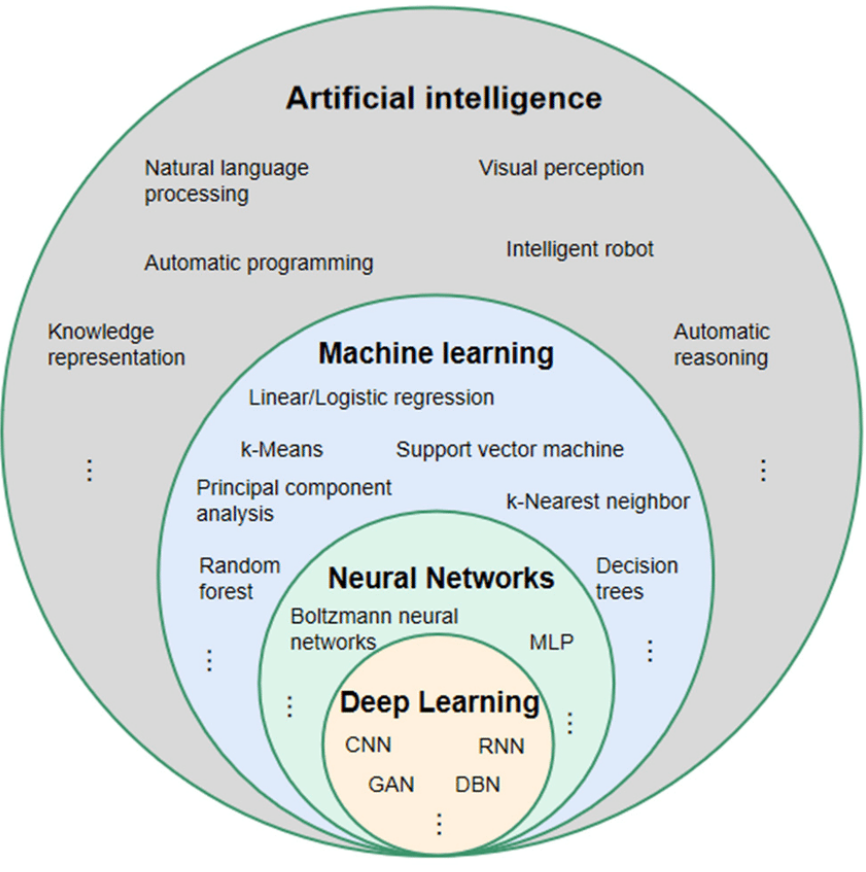 Artificial intelligence
Natural language
processing
Visual perception
Automatic programming
Intelligent robot
Knowledge
representation
Automatic
reasoning
⋮
⋮
Machine learning
Linear/Logistic regression
k-Means
Support vector machine
Principal component
analysis
k-Nearest neighbor
Random
forest
Decision
trees
⋮
⋮
Neural Networks
Boltzmann neural
networks
MLP
⋮
⋮
Deep Learning
CNN
RNN
GAN
DBN
⋮